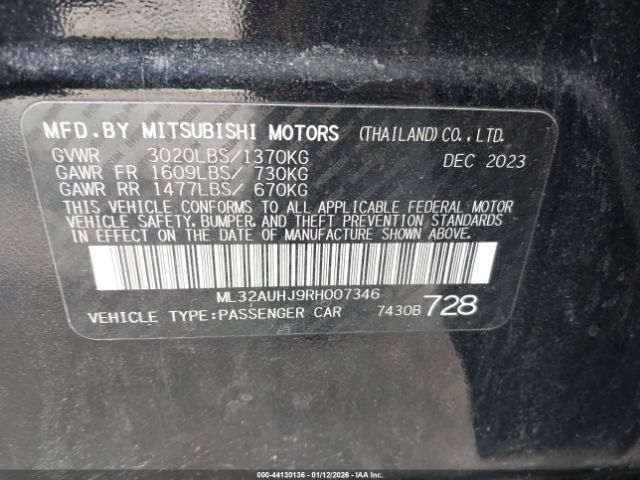 MFD.BY MITSUBISHI MOTORS (THAILAND)CO.,LTD.
GVWR 3020LBS/1370KG DEC 2023
GAWR FR 1609LBS/ 730KG
GAWR RR 1477LBS/ 670KG
THIS VEHICLE CONFORMS TO ALL APPLICABLE FEDERAL MOTOR
VEHICLE SAFETY, BUMPER, AND THEFT PREVENTION STANDARDS
IN EFFECT ON THE DATE OF MANUFACTURE SHOWN ABOVE.
ML32AUHJ9RH007346
VEHICLE TYPE:PASSENGER CAR 7430B 728
000-44130136 - 01/12/2026 - IAAI.COM